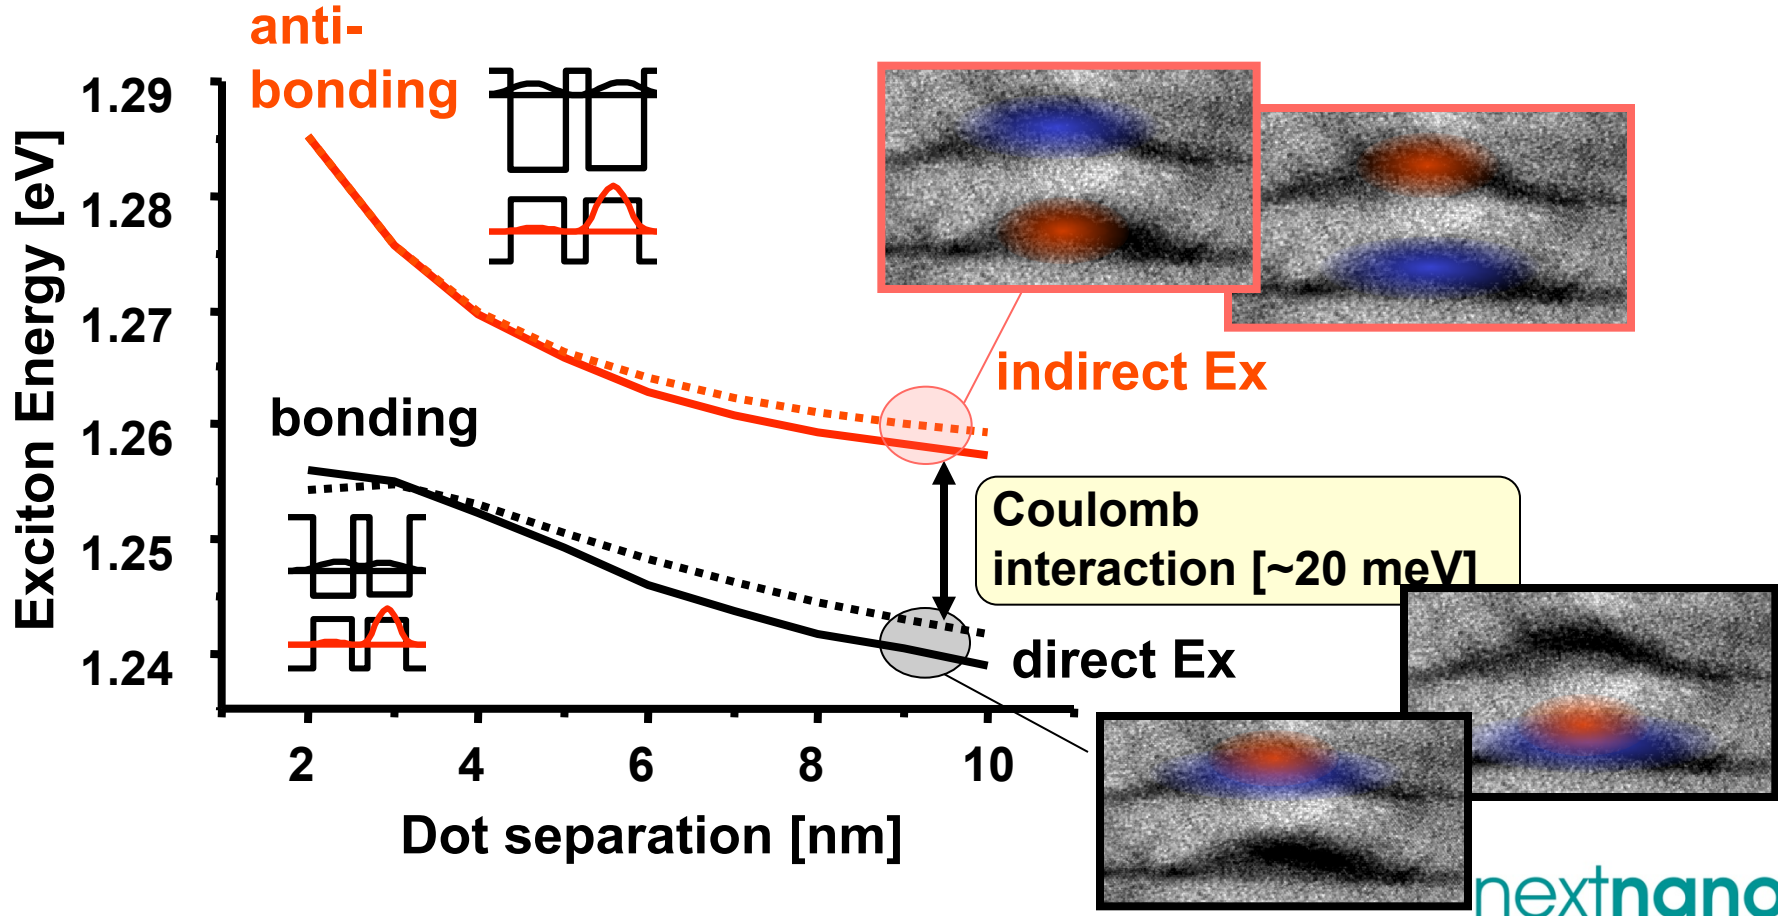 anti-
bonding
1.29
1.28
1.27
1.26
1.25
1.24
Exciton Energy [eV]
bonding
indirect Ex
Coulomb
interaction [~20 meV]
direct Ex
2 4 6 8 10
Dot separation [nm]
nextnano